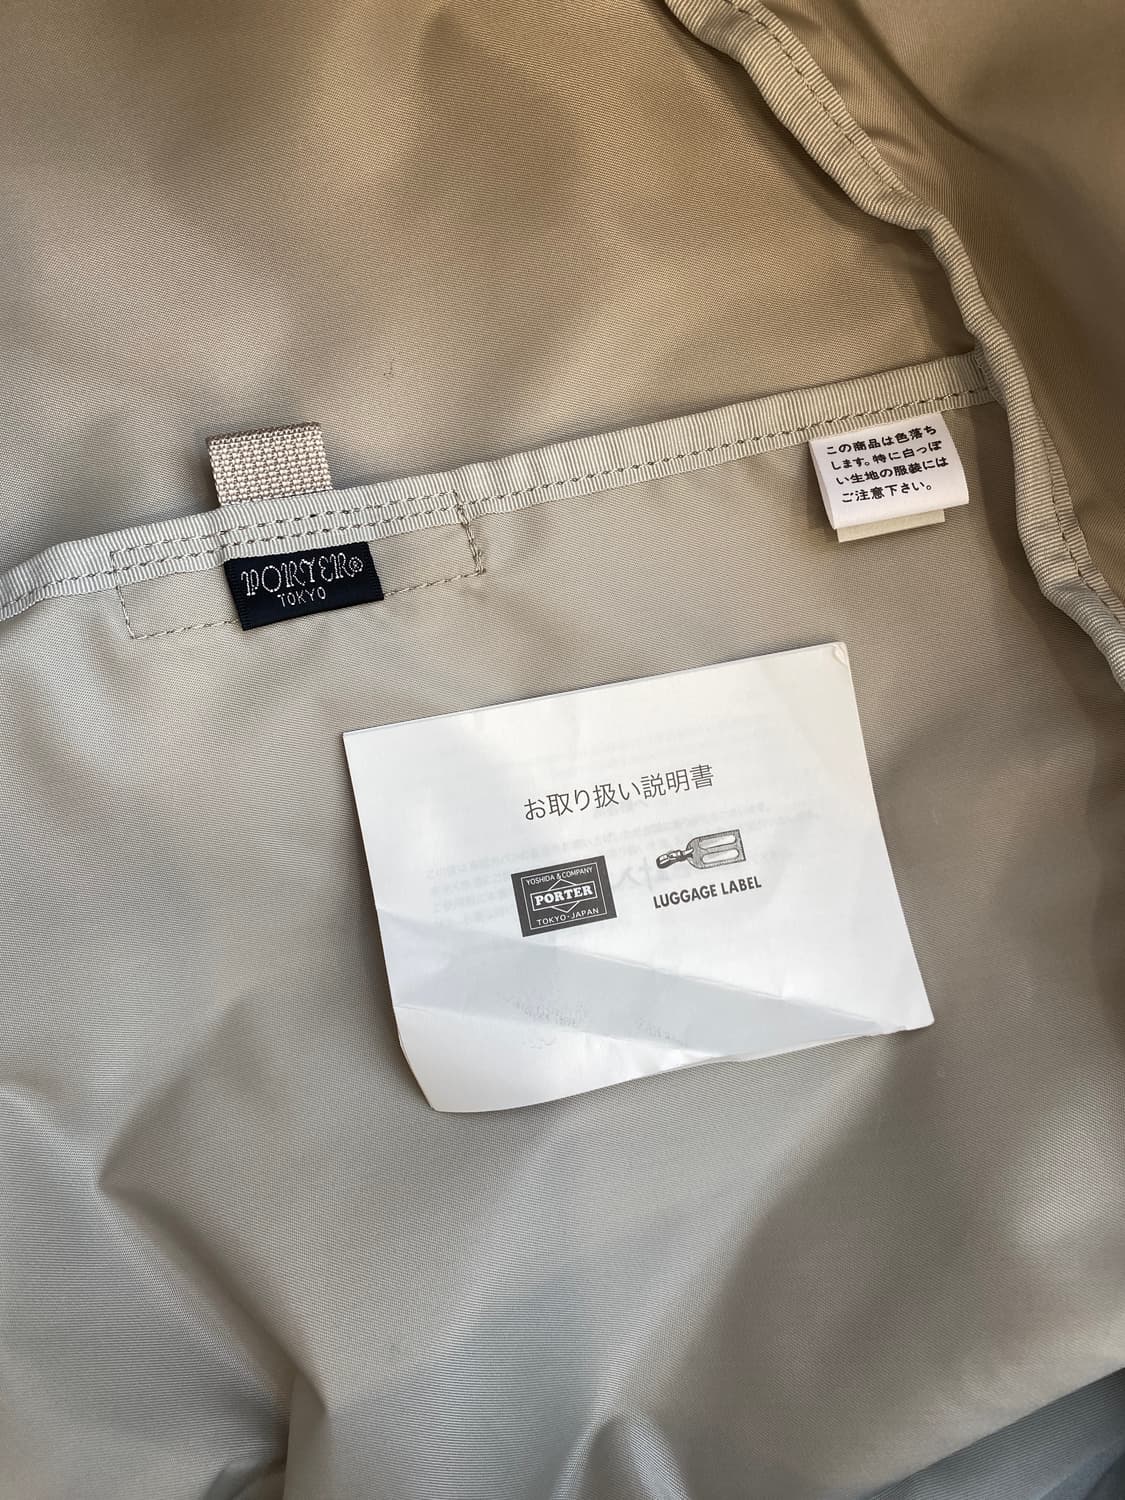 この商品は色落ち
します。特に白っぽ
い生地の服装には
ご注意下さい。
PORTER®
TOKYO
お取り扱い説明書
YOSHIDA & COMPANY
PORTER
TOKYO-JAPAN
LUGGAGE LABEL